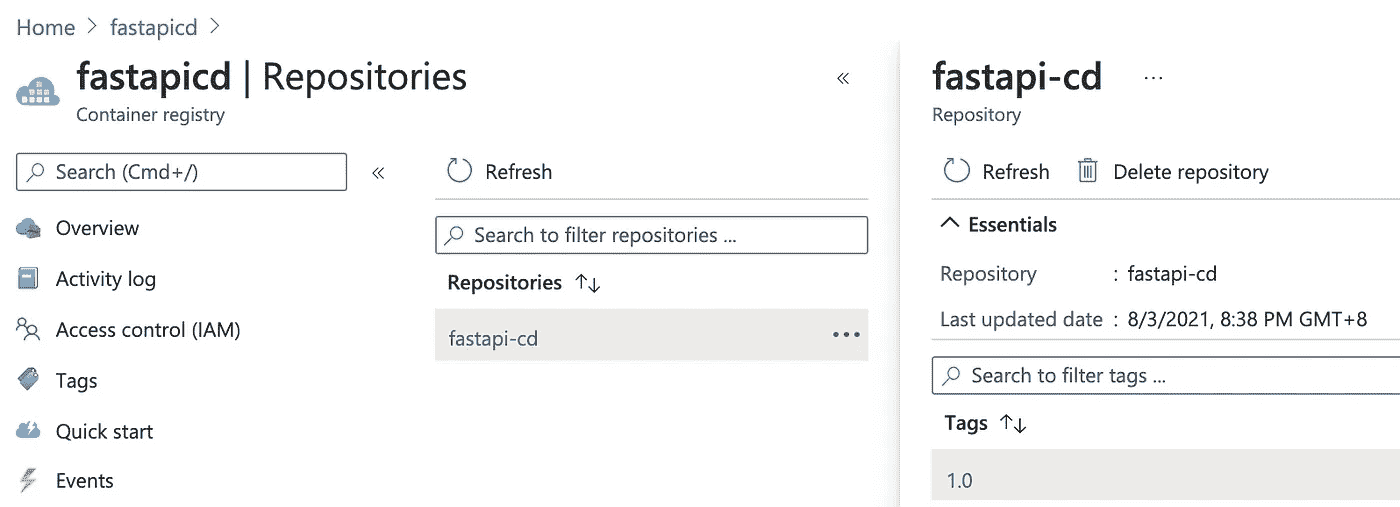 Home > fastapicd >
fastapicd | Repositories
Container registry
Search (Cmd+/)
Overview
Activity log
Access control (IAM)
Tags
Quick start
Events
Refresh
Search to filter repositories ...
Repositories
fastapi-cd
fastapi-cd
Repository
Refresh
Delete repository
Essentials
Repository : fastapi-cd
Last updated date : 8/3/2021, 8:38 PM GMT+8
Search to filter tags ...
Tags
1.0